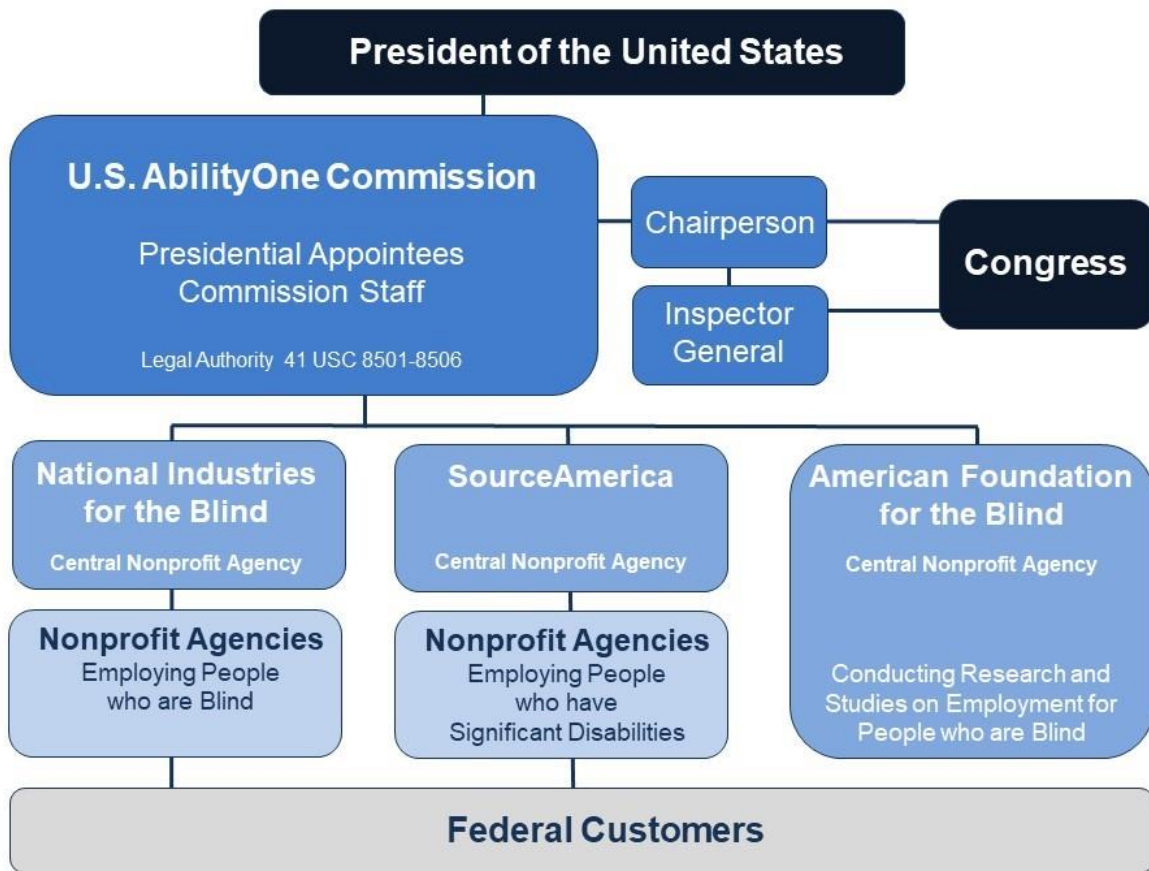 President of the United States
U.S. AbilityOne Commission
Presidential Appointees
Commission Staff
Legal Authority 41 USC 8501-8506
Chairperson
Inspector
General
Congress
National Industries
for the Blind
Central Nonprofit Agency
SourceAmerica
Central Nonprofit Agency
American Foundation
for the Blind
Central Nonprofit Agency
Nonprofit Agencies
Employing People
who are Blind
Nonprofit Agencies
Employing People
who have
Significant Disabilities
Conducting Research and
Studies on Employment for
People who are Blind
Federal Customers